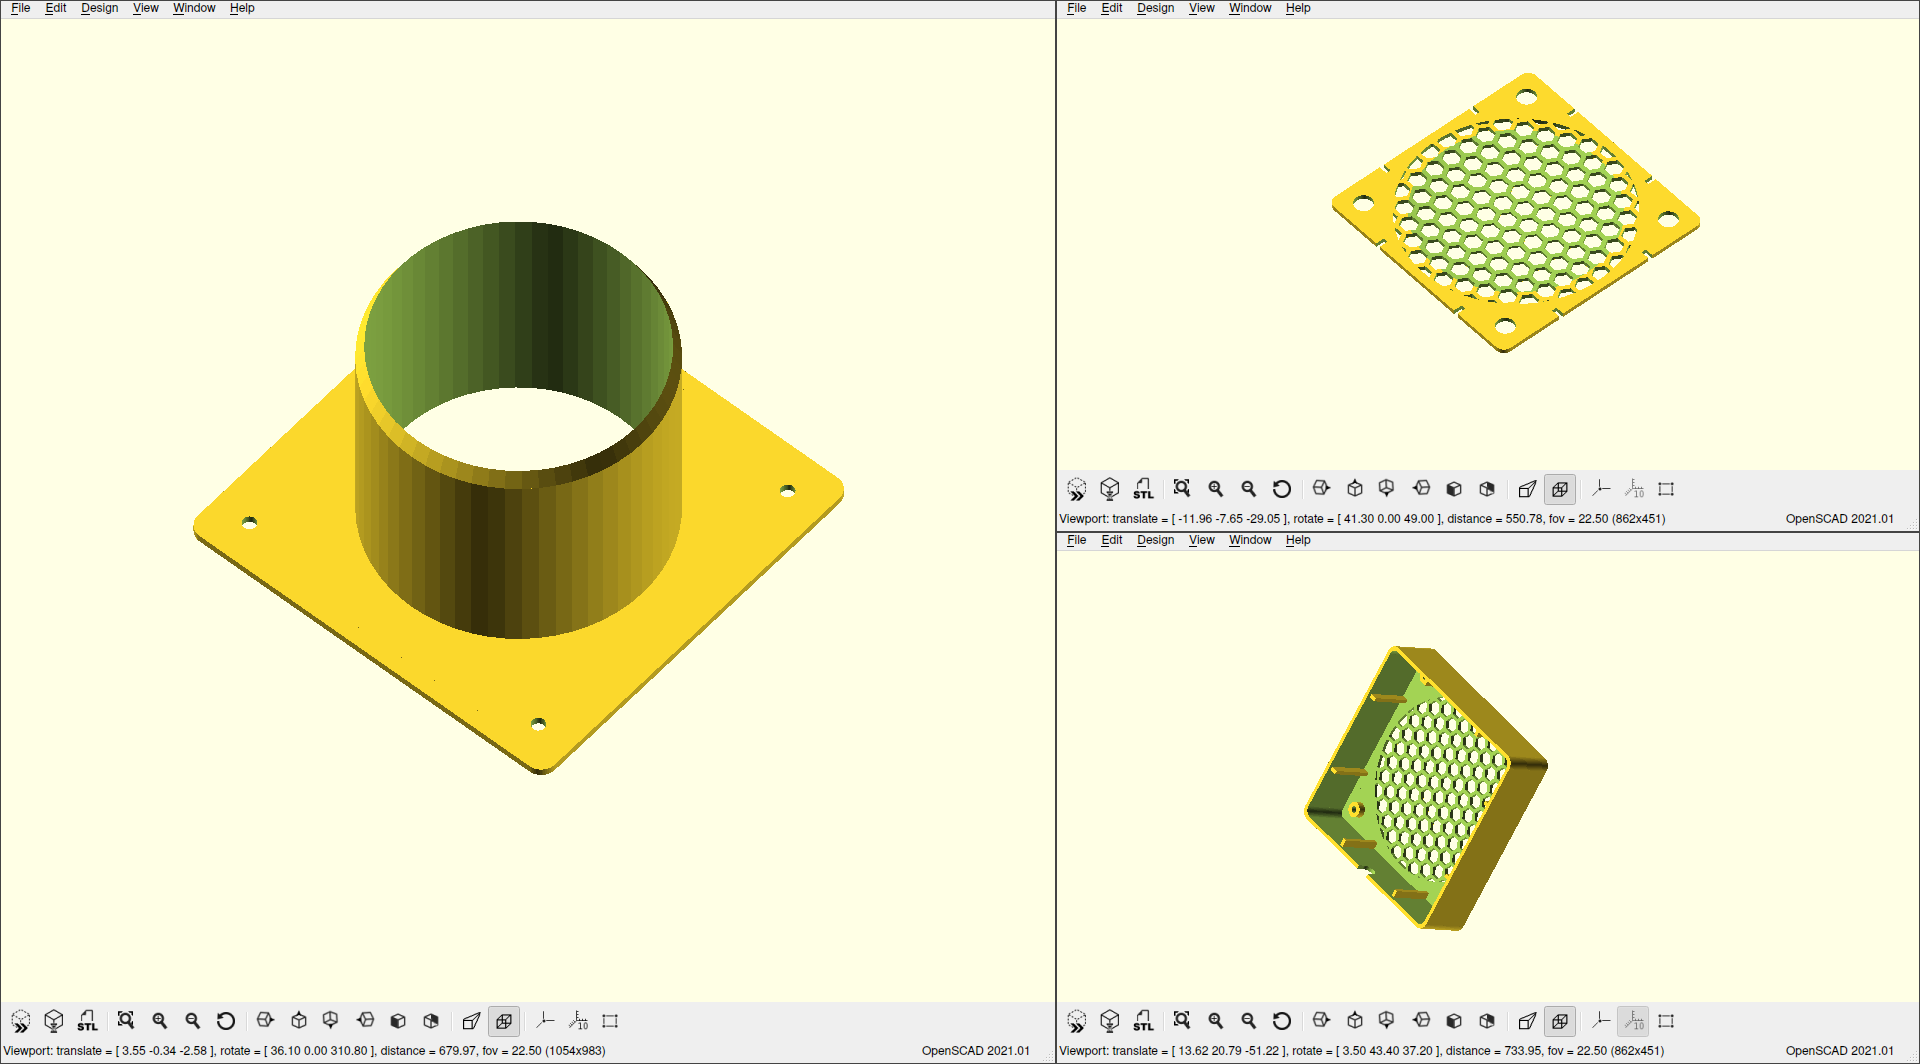 File Edit Design View Window Help
STL 10
Viewport: translate = [ 3.55 -0.34 -2.58 ], rotate = [ 36.10 0.00 310.80 ], distance = 679.97, fov = 22.50 (1054x983) OpenSCAD 2021.01
File Edit Design View Window Help
STL 10
Viewport: translate = [ -11.96 -7.65 -29.05 ], rotate = [ 41.30 0.00 49.00 ], distance = 550.78, fov = 22.50 (862x451) OpenSCAD 2021.01
File Edit Design View Window Help
STL 10
Viewport: translate = [ 13.62 20.79 -51.22 ], rotate = [ 3.50 43.40 37.20 ], distance = 733.95, fov = 22.50 (862x451) OpenSCAD 2021.01